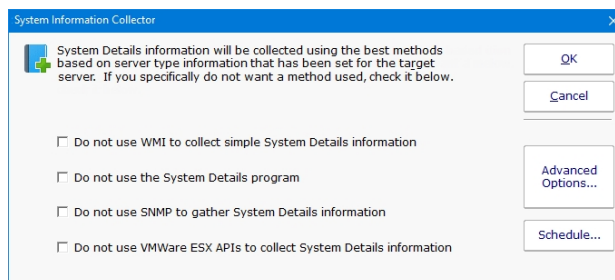 System Information Collector
System Details information will be collected using the best methods
based on server type information that has been set for the target
server. If you specifically do not want a method used, check it below.
OK
Cancel
Do not use WMI to collect simple System Details information
Do not use the System Details program
Advanced
Options...
Do not use SNMP to gather System Details information
Schedule...
Do not use VMWare ESX APIs to collect System Details information